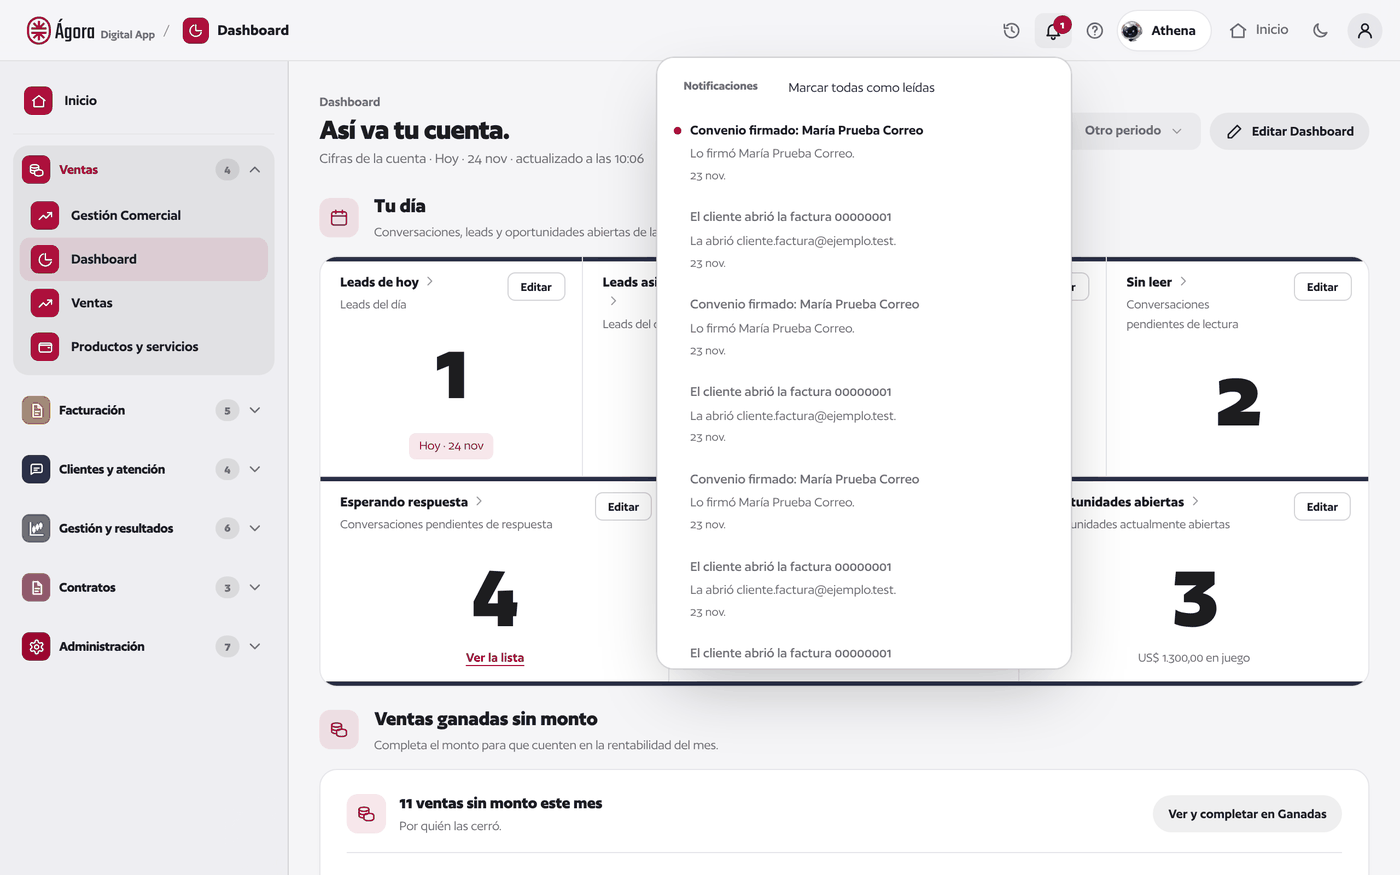 Ágora Digital App / Dashboard
1
Athena
Inicio
Inicio
Ventas 4
Gestión Comercial
Dashboard
Ventas
Productos y servicios
Facturación 5
Clientes y atención 4
Gestión y resultados 6
Contratos 3
Administración 7
Dashboard
Así va tu cuenta.
Cifras de la cuenta · Hoy · 24 nov · actualizado a las 10:06
Otro periodo
Editar Dashboard
Tu día
Conversaciones, leads y oportunidades abiertas de la
Leads de hoy
Editar
Leads del día
1
Hoy · 24 nov
Leads asi
Leads del
Sin leer
Editar
Conversaciones
pendientes de lectura
2
Esperando respuesta
Editar
Conversaciones pendientes de respuesta
4
Ver la lista
tunidades abiertas
Editar
unidades actualmente abiertas
3
US$ 1.300,00 en juego
Notificaciones
Marcar todas como leídas
Convenio firmado: María Prueba Correo
Lo firmó María Prueba Correo.
23 nov.
El cliente abrió la factura 00000001
La abrió cliente.factura@ejemplo.test.
23 nov.
Convenio firmado: María Prueba Correo
Lo firmó María Prueba Correo.
23 nov.
El cliente abrió la factura 00000001
La abrió cliente.factura@ejemplo.test.
23 nov.
Convenio firmado: María Prueba Correo
Lo firmó María Prueba Correo.
23 nov.
El cliente abrió la factura 00000001
La abrió cliente.factura@ejemplo.test.
23 nov.
El cliente abrió la factura 00000001
Ventas ganadas sin monto
Completa el monto para que cuenten en la rentabilidad del mes.
11 ventas sin monto este mes
Por quién las cerró.
Ver y completar en Ganadas